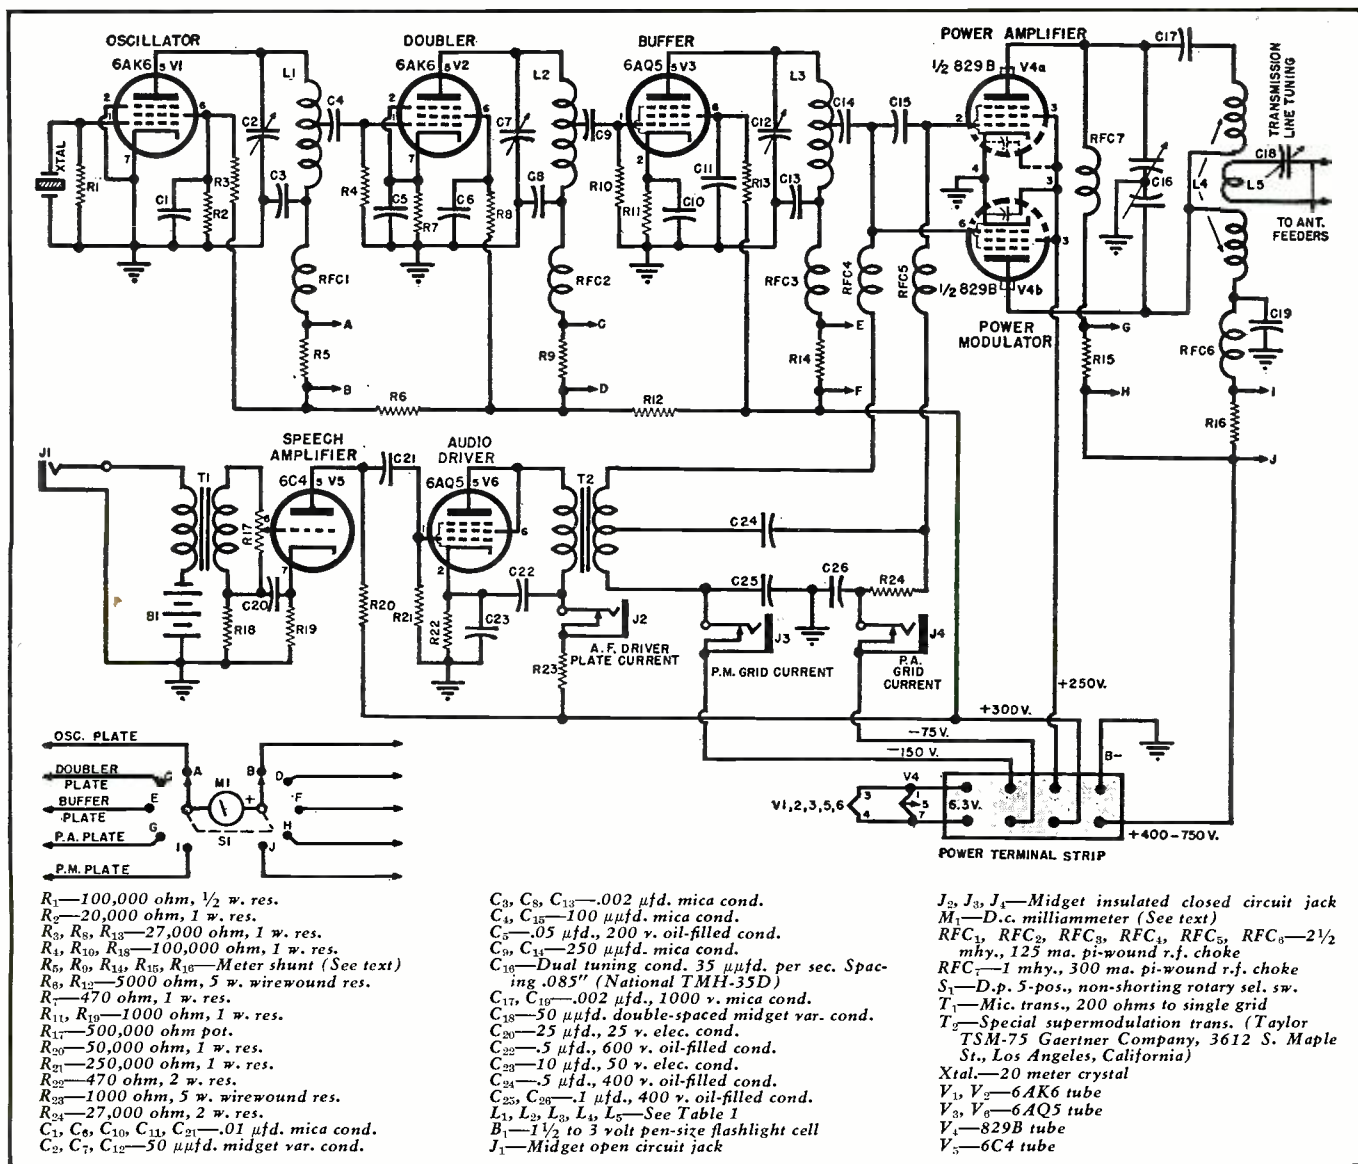 OSCILLATOR
6AK6 5 V1
DOUBLER
6AK6 5 V2
BUFFER
6AQ5 5 V3
POWER AMPLIFIER
1/2 829B V4a
C17
L1
C4
L2
C9
L3
C14
C15
XTAL
R1
C1
R2
R3
C2
C3
R4
C5
R7
C6
R8
C7
C8
R10
R11
C10
C11
R13
C12
C13
RFC7
C16
L4
L5
C18
TRANSMISSION
LINE TUNING
TO ANT.
FEEDERS
RFC1
RFC2
RFC3
RFC4
RFC5
1/2 829B V4b
POWER
MODULATOR
RFC6
C19
A
R5
B
C
R9
D
E
R14
F
G
R15
H
I
R16
J
R6
R12
J1
T1
SPEECH
AMPLIFIER
6C4 5 V5
C21
AUDIO
DRIVER
6AQ5 5 V6
T2
R17
B1
C20
R18
R19
R20
R21
R22
C23
C22
R23
J2
A.F. DRIVER
PLATE CURRENT
C24
C25
C26
R24
J3
P.M. GRID CURRENT
J4
P.A.
GRID
CURRENT
+250V.
+300V.
-75V.
-150V.
B-
V4
V1,2,3,5,6
3
4
1
5
7
6.3V.
+400-750V.
POWER TERMINAL STRIP
OSC. PLATE
DOUBLER
PLATE
BUFFER
PLATE
P.A. PLATE
P.M. PLATE
A
B
C
D
E
F
G
H
I
J
M1
+
S1
R1—100,000 ohm, 1/2 w. res.
R2—20,000 ohm, 1 w. res.
R3, R8, R13—27,000 ohm, 1 w. res.
R4, R10, R18—100,000 ohm, 1 w. res.
R5, R9, R14, R15, R16—Meter shunt (See text)
R6, R12—5000 ohm, 5 w. wirewound res.
R7—470 ohm, 1 w. res.
R11, R19—1000 ohm, 1 w. res.
R17—500,000 ohm pot.
R20—50,000 ohm, 1 w. res.
R21—250,000 ohm, 1 w. res.
R22—470 ohm, 2 w. res.
R23—1000 ohm, 5 w. wirewound res.
R24—27,000 ohm, 2 w. res.
C1, C6, C10, C11, C21—.01 μfd. mica cond.
C2, C7, C12—50 μμfd. midget var. cond.
C3, C8, C13—.002 μfd. mica cond.
C4, C15—100 μμfd. mica cond.
C5—.05 μfd., 200 v. oil-filled cond.
C9, C14—250 μμfd. mica cond.
C16—Dual tuning cond. 35 μμfd. per sec. Spac-
ing .085" (National TMH-35D)
C17, C19—.002 μfd., 1000 v. mica cond.
C18—50 μμfd. double-spaced midget var. cond.
C20—25 μfd., 25 v. elec. cond.
C22—.5 μfd., 600 v. oil-filled cond.
C23—10 μfd., 50 v. elec. cond.
C24—.5 μfd., 400 v. oil-filled cond.
C25, C26—.1 μfd., 400 v. oil-filled cond.
L1, L2, L3, L4, L5—See Table 1
B1—1 1/2 to 3 volt pen-size flashlight cell
J1—Midget open circuit jack
J2, J3, J4—Midget insulated closed circuit jack
M1—D.c. milliammeter (See text)
RFC1, RFC2, RFC3, RFC4, RFC5, RFC6—2 1/2
mhy., 125 ma. pi-wound r.f. choke
RFC7—1 mhy., 300 ma. pi-wound r.f. choke
S1—D.p. 5-pos., non-shorting rotary sel. sw.
T1—Mic. trans., 200 ohms to single grid
T2—Special supermodulation trans. (Taylor
TSM-75 Gaertner Company, 3612 S. Maple
St., Los Angeles, California)
Xtal.—20 meter crystal
V1, V2—6AK6 tube
V3, V6—6AQ5 tube
V4—829B tube
V5—6C4 tube